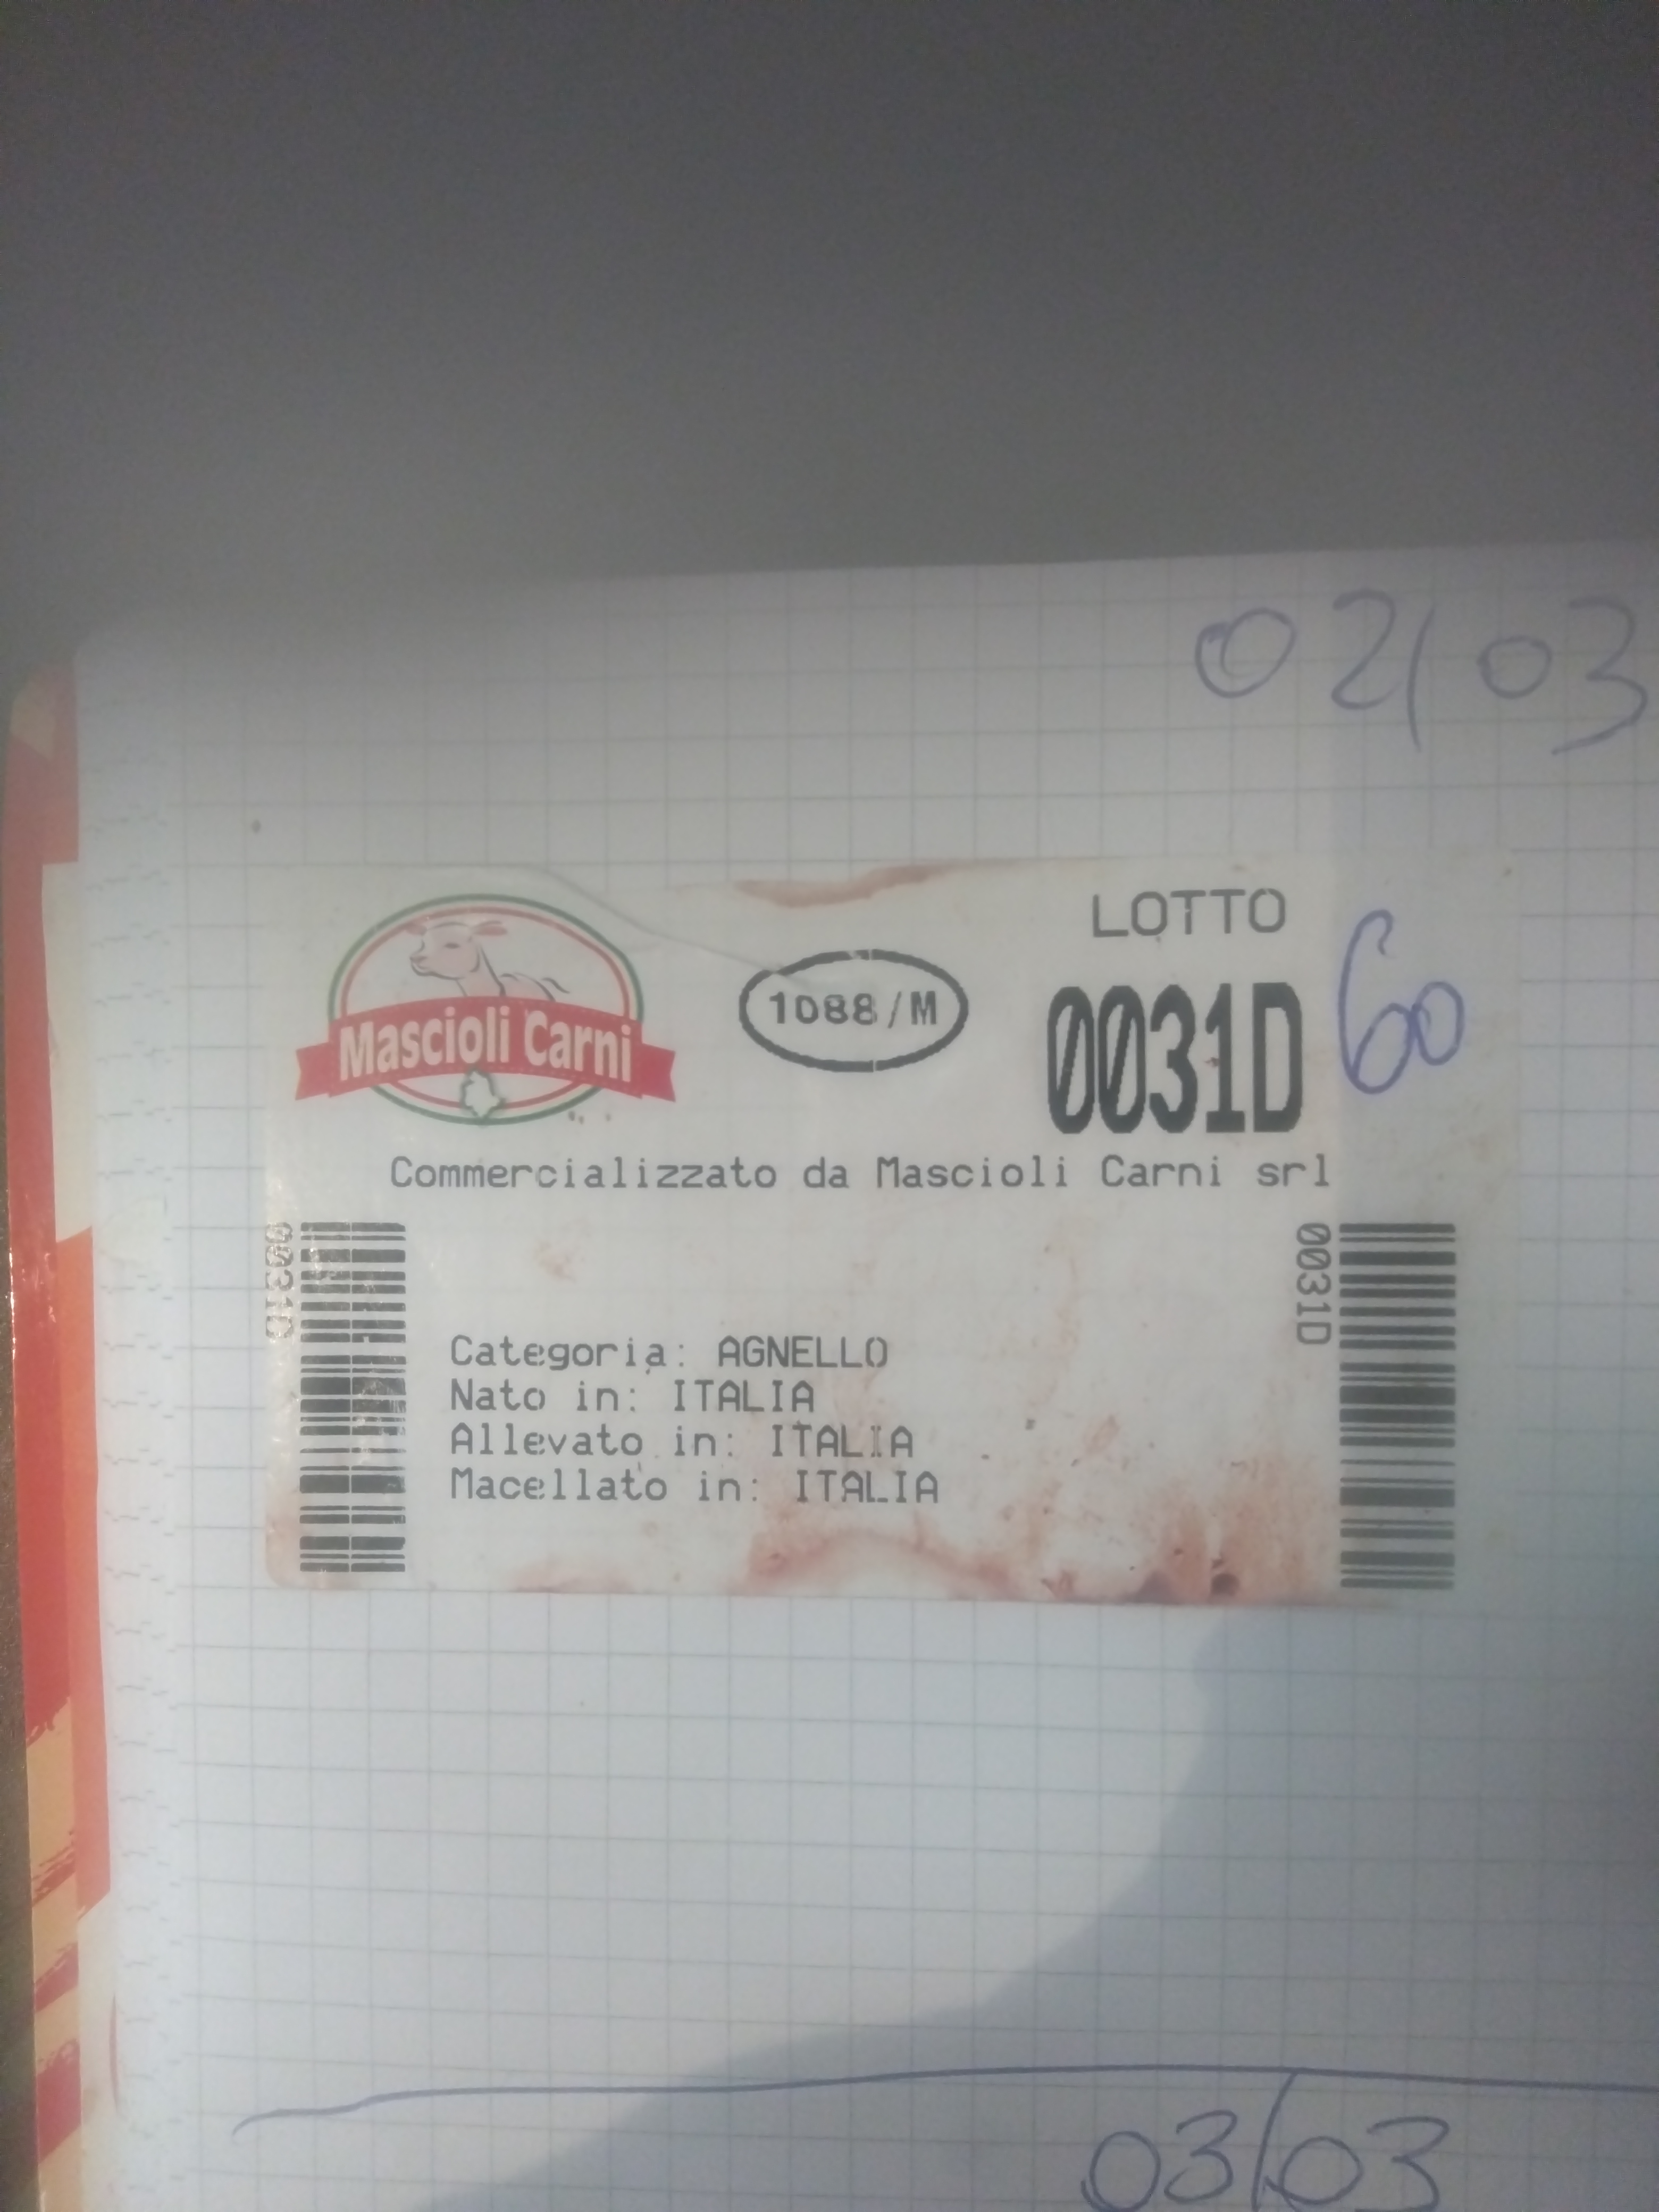 02/03
LOTTO
60
Mascioli Carni
1088/M
0031D
Commercializzato da Mascioli Carni srl
0031D
0031D
Categoria: AGNELLO
Nato in: ITALIA
Allevato in: ITALIA
Macellato in: ITALIA
03/03